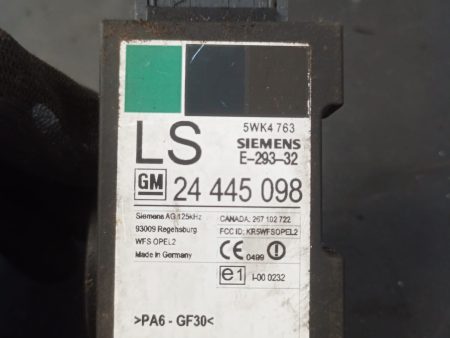 LS
5WK4 763
SIEMENS
E-293-32
GM 24 445 098
Siemens AG 125kHz
93009 Regensburg
WFS OPEL2
Made in Germany
CANADA: 267 102 722
FCC ID: KR5WFSOPEL2
CE 0499
e1 I-00 0232
>PA6 - GF30<